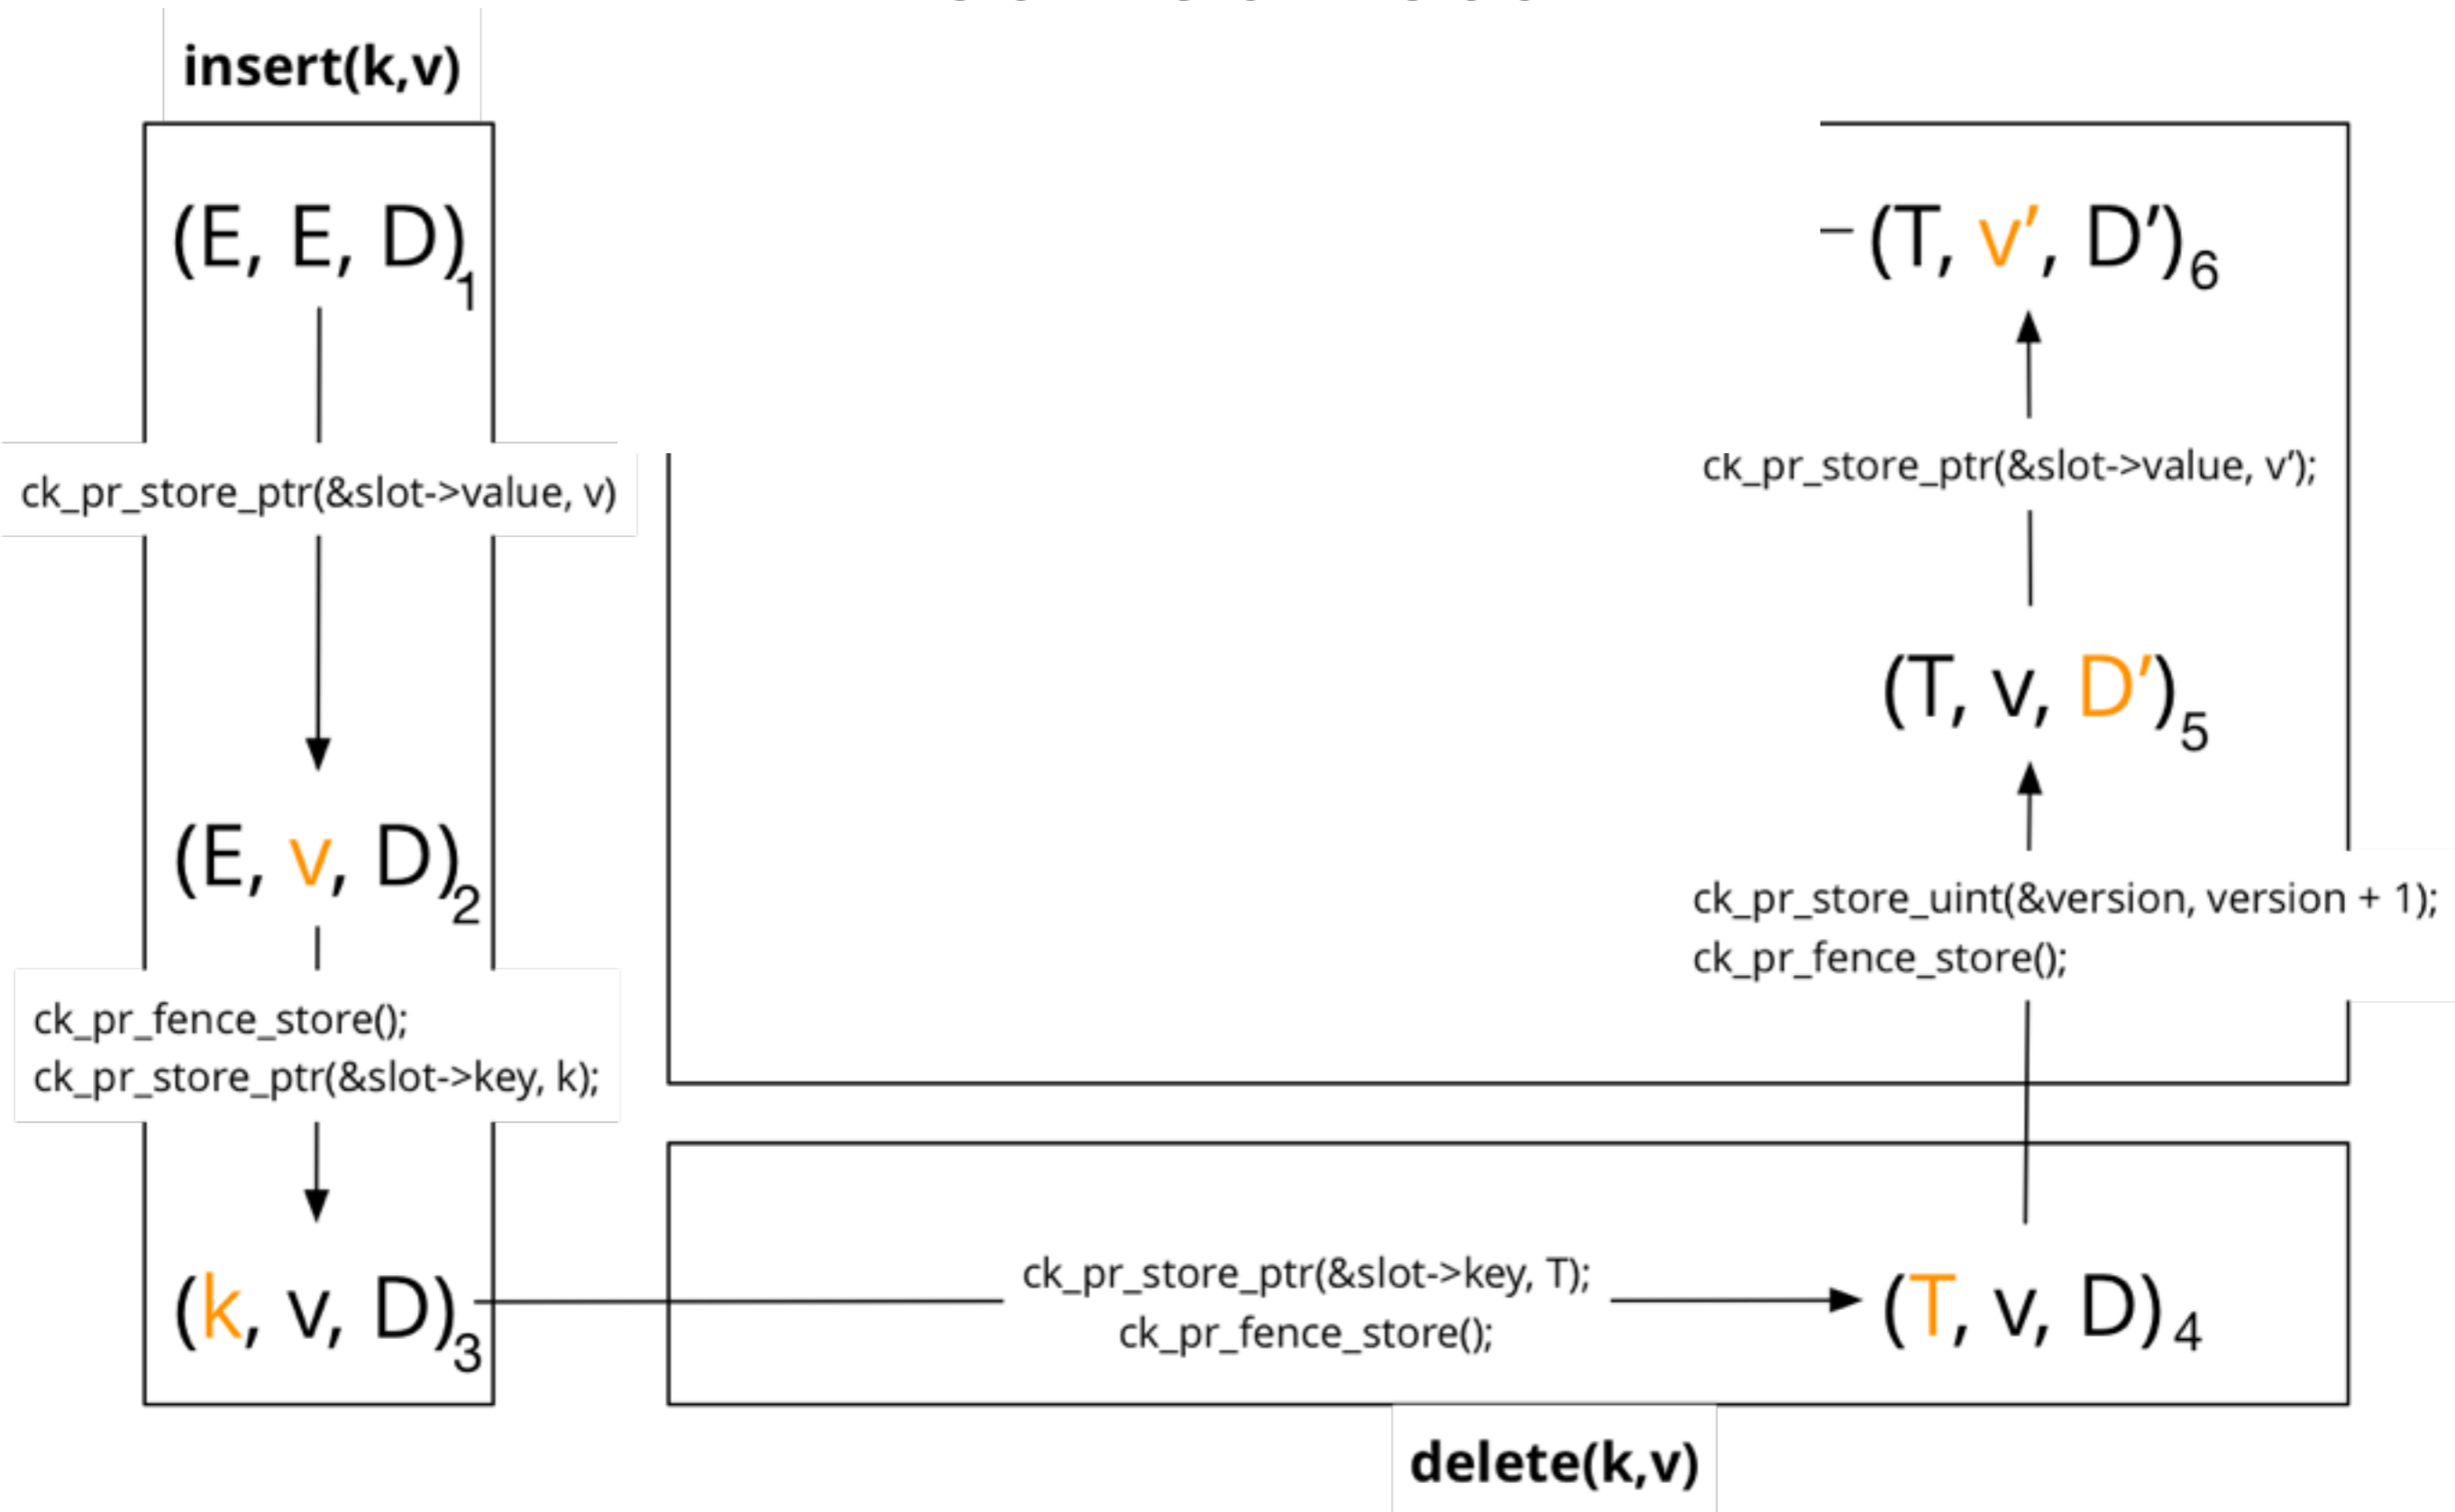 insert(k,v)
(E, E, D)1
ck_pr_store_ptr(&slot->value, v)
(E, v, D)2
ck_pr_fence_store();
ck_pr_store_ptr(&slot->key, k);
(k, v, D)3
ck_pr_store_ptr(&slot->key, T);
ck_pr_fence_store();
(T, v, D)4
ck_pr_store_uint(&version, version + 1);
ck_pr_fence_store();
(T, v, D’)5
ck_pr_store_ptr(&slot->value, v’);
(T, v’, D’)6
delete(k,v)